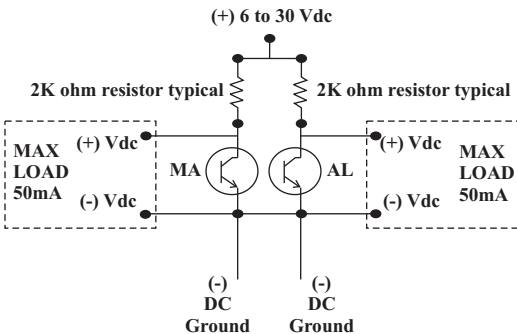 (+) 6 to 30 Vdc
2K ohm resistor typical
2K ohm resistor typical
MAX
LOAD
50mA
(+) Vdc
(-) Vdc
MA
AL
(+) Vdc
(-) Vdc
MAX
LOAD
50mA
(-)
DC
Ground
(-)
DC
Ground